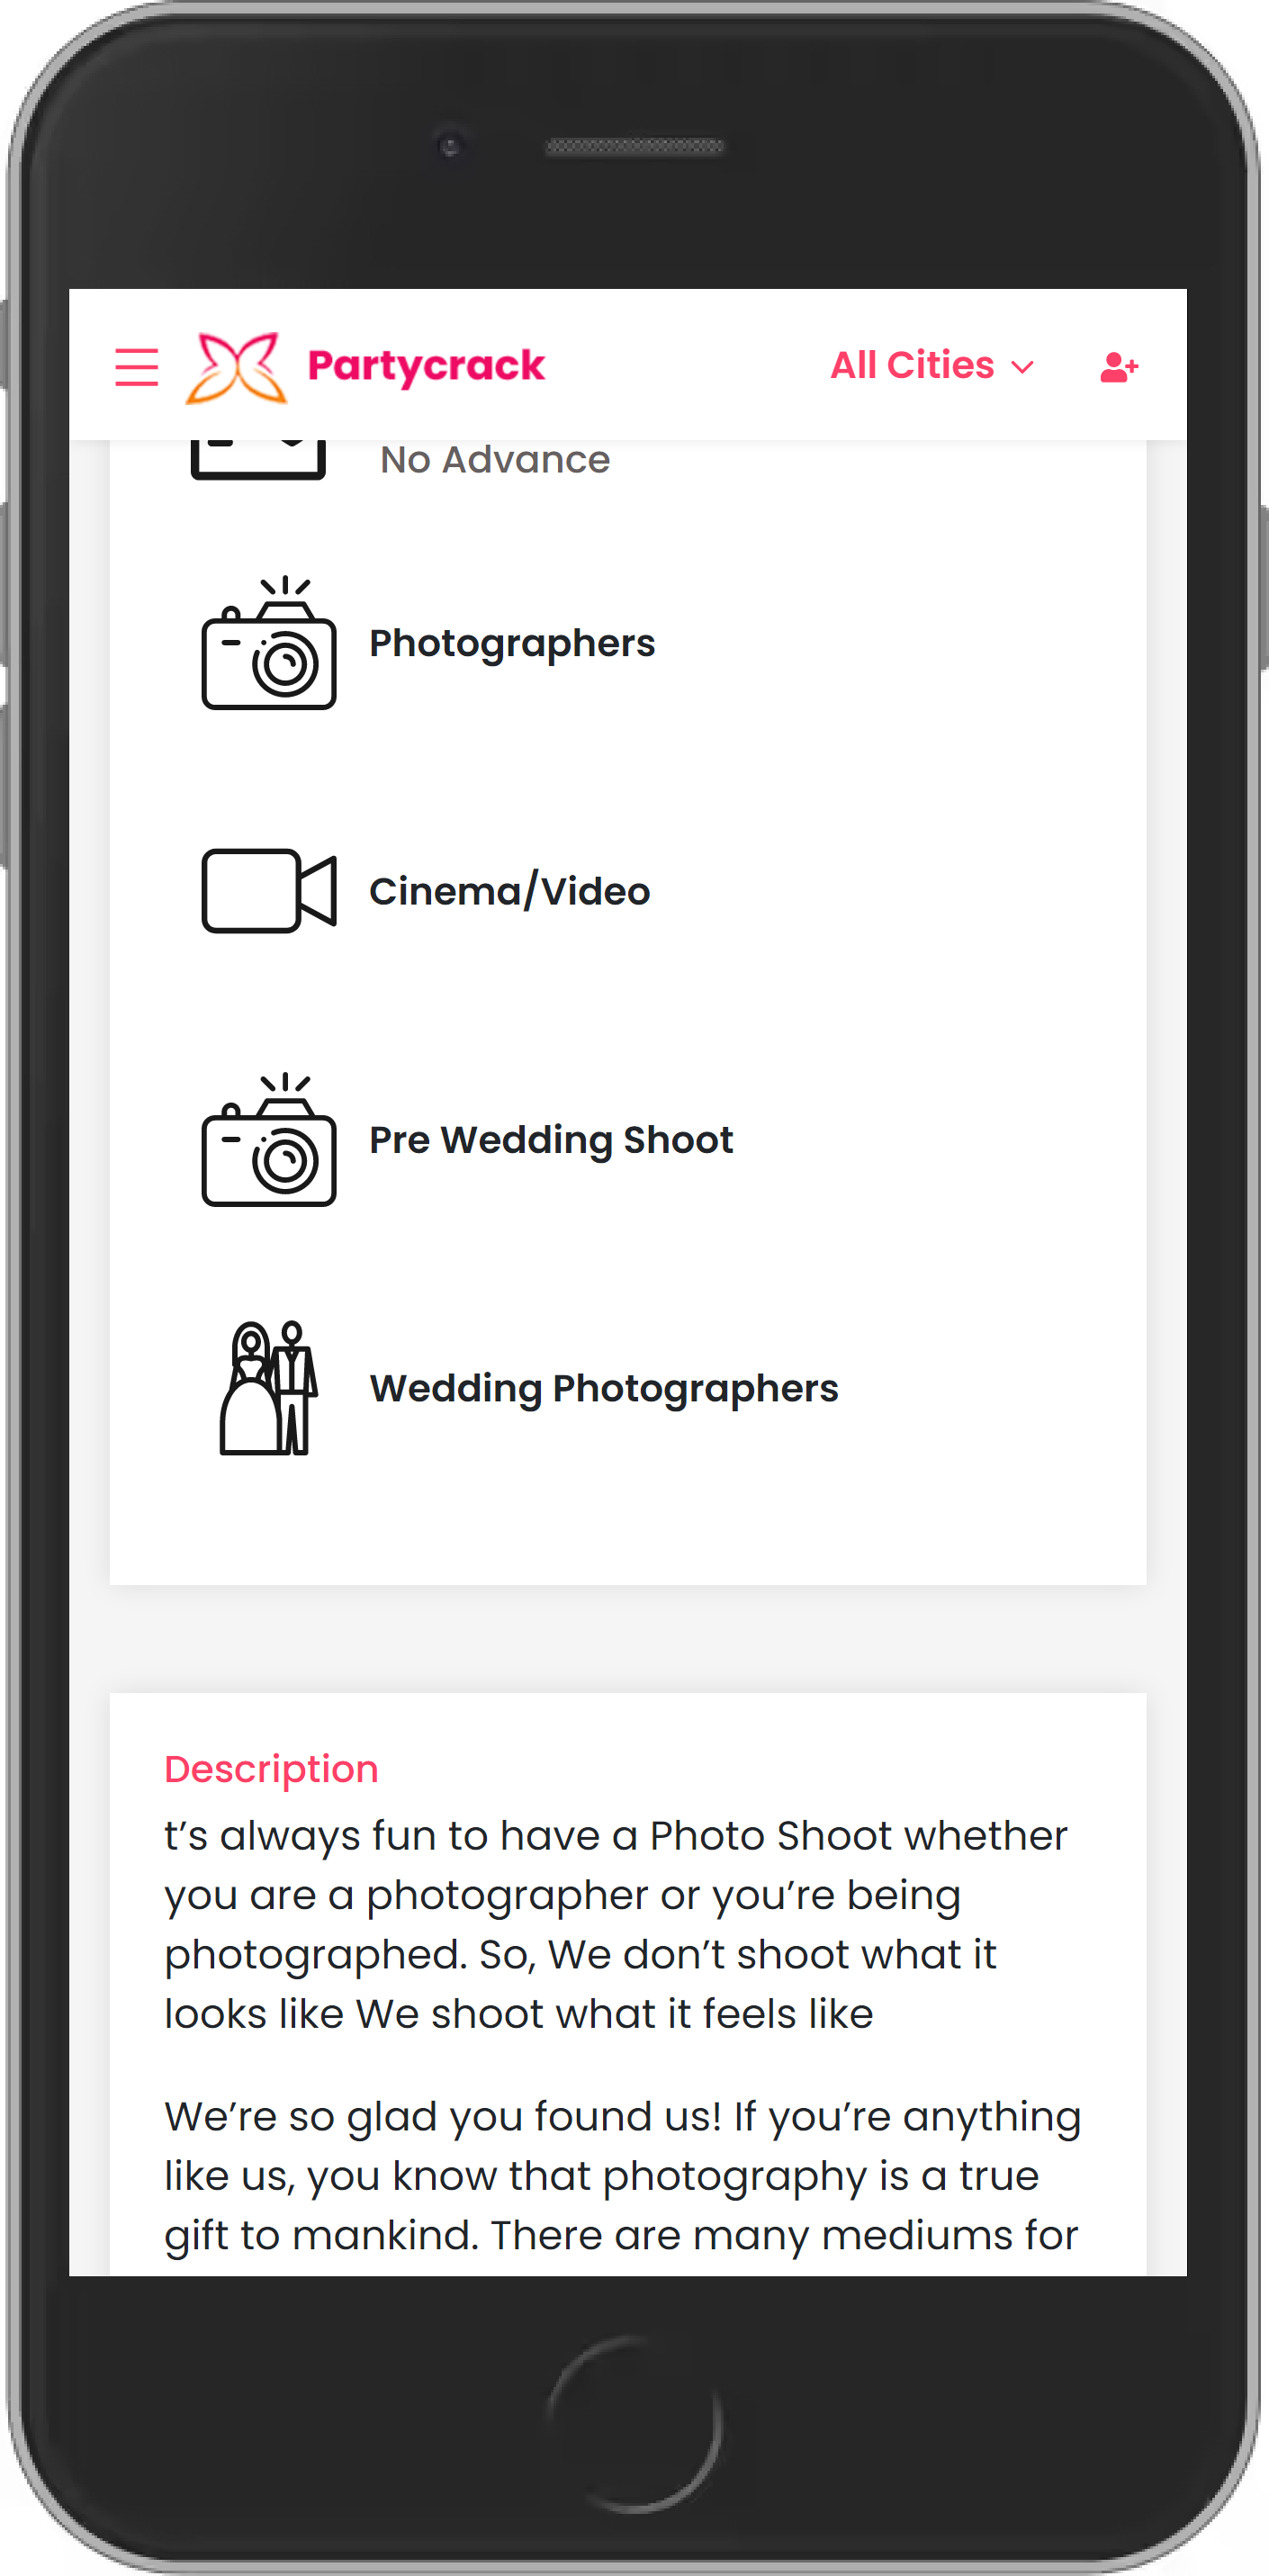 Partycrack
All Cities
No Advance
Photographers
Cinema/Video
Pre Wedding Shoot
Wedding Photographers
Description
t’s always fun to have a Photo Shoot whether
you are a photographer or you’re being
photographed. So, We don’t shoot what it
looks like We shoot what it feels like
We’re so glad you found us! If you’re anything
like us, you know that photography is a true
gift to mankind. There are many mediums for